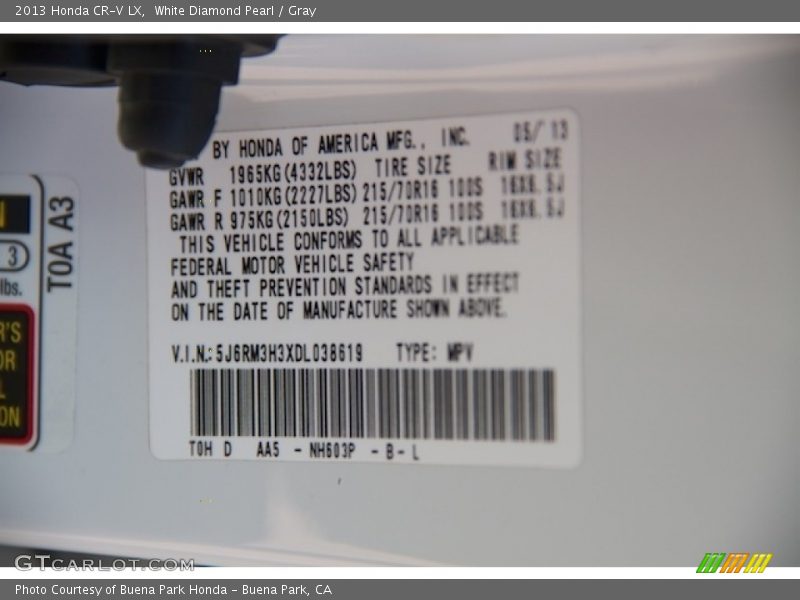 2013 Honda CR-V LX, White Diamond Pearl / Gray
BY HONDA OF AMERICA MFG., INC. 05/ 13
GVWR 1965KG(4332LBS) TIRE SIZE RIM SIZE
GAWR F 1010KG(2227LBS) 215/70R16 100S 16X6.5J
GAWR R 975KG(2150LBS) 215/70R16 100S 16X6.5J
THIS VEHICLE CONFORMS TO ALL APPLICABLE
FEDERAL MOTOR VEHICLE SAFETY
AND THEFT PREVENTION STANDARDS IN EFFECT
ON THE DATE OF MANUFACTURE SHOWN ABOVE.
V.I.N.:5J6RM3H3XDL038619 TYPE: MPV
T0H D AA5 - NH603P - B- L
N
3
lbs.
R'S
OR
L
ON
T0A A3
GTCARLOT.COM
Photo Courtesy of Buena Park Honda - Buena Park, CA